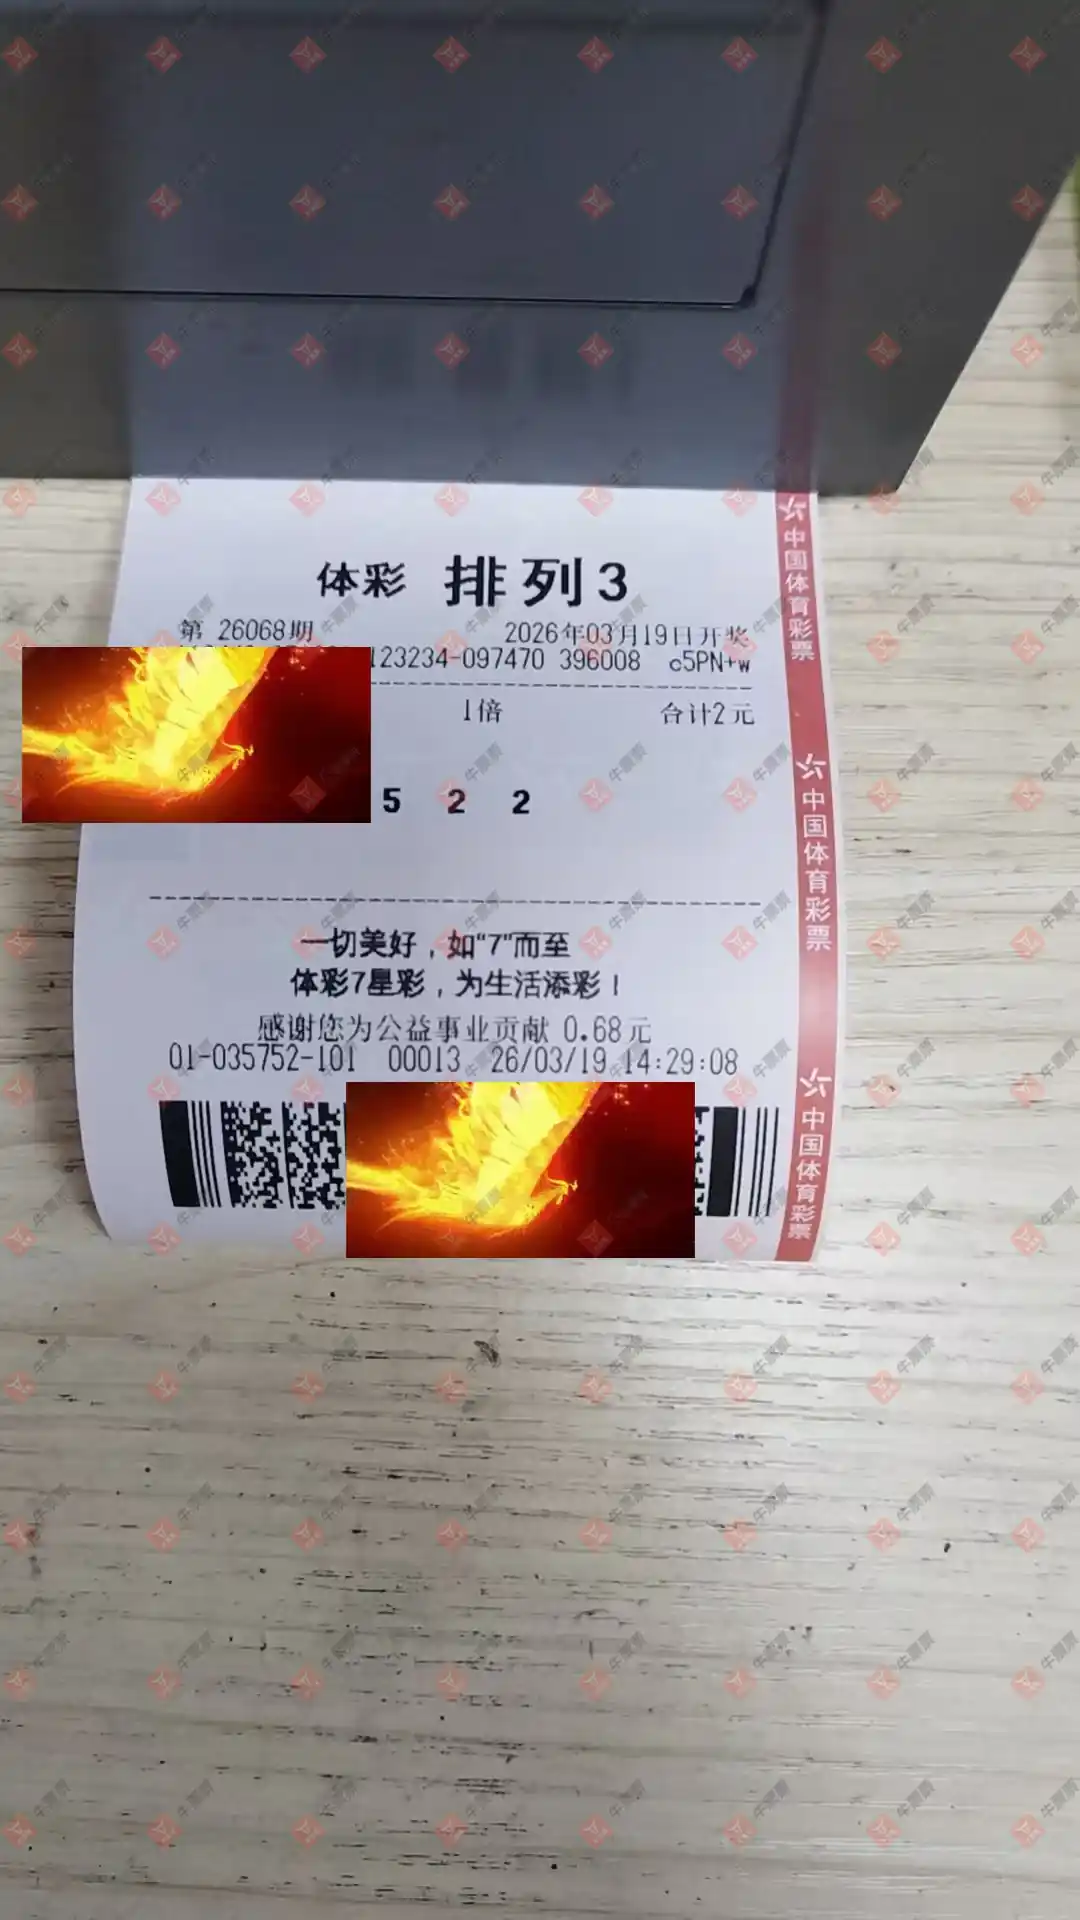 体彩 排列3
第 26068期 2026年03月19日开奖
123234-097470 396008 c5PN+w
1倍 合计2元
5 2 2
一切美好，如“7”而至
体彩7星彩，为生活添彩！
感谢您为公益事业贡献 0.68元
01-035752-101 00013 26/03/19 14:29:08
中国体育彩票
中国体育彩票
中国体育彩票
牛票票